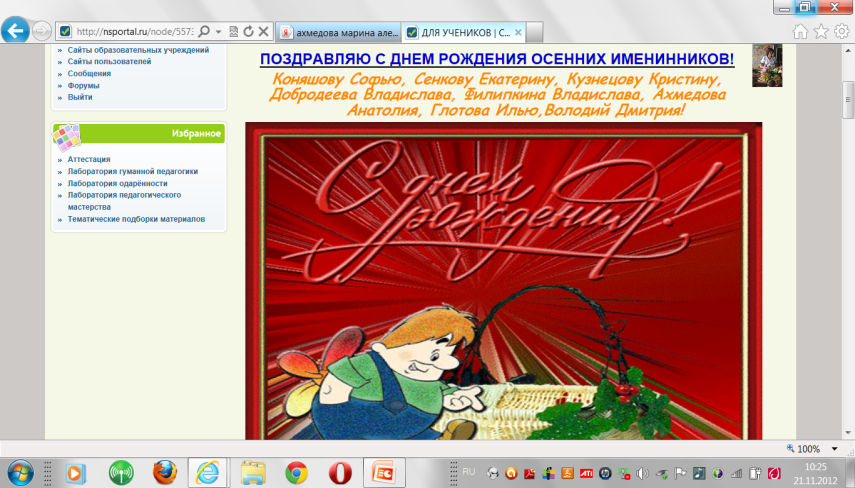 http://nsportal.ru/node/557
ахмедова марина але...
ДЛЯ УЧЕНИКОВ | С...
Сайты образовательных учреждений
Сайты пользователей
Сообщения
Форумы
Выйти
Избранное
Аттестация
Лаборатория гуманной педагогики
Лаборатория одарённости
Лаборатория педагогического
мастерства
Тематические подборки материалов
ПОЗДРАВЛЯЮ С ДНЕМ РОЖДЕНИЯ ОСЕННИХ ИМЕНИННИКОВ!
Коняшову Софью, Сенкову Екатерину, Кузнецову Кристину,
Добродеева Владислава, Филипкина Владислава, Ахмедова
Анатолия, Глотова Илью,Володий Дмитрия!
С днем
рождения!
100%
RU
ATI
hp
10:25
21.11.2012